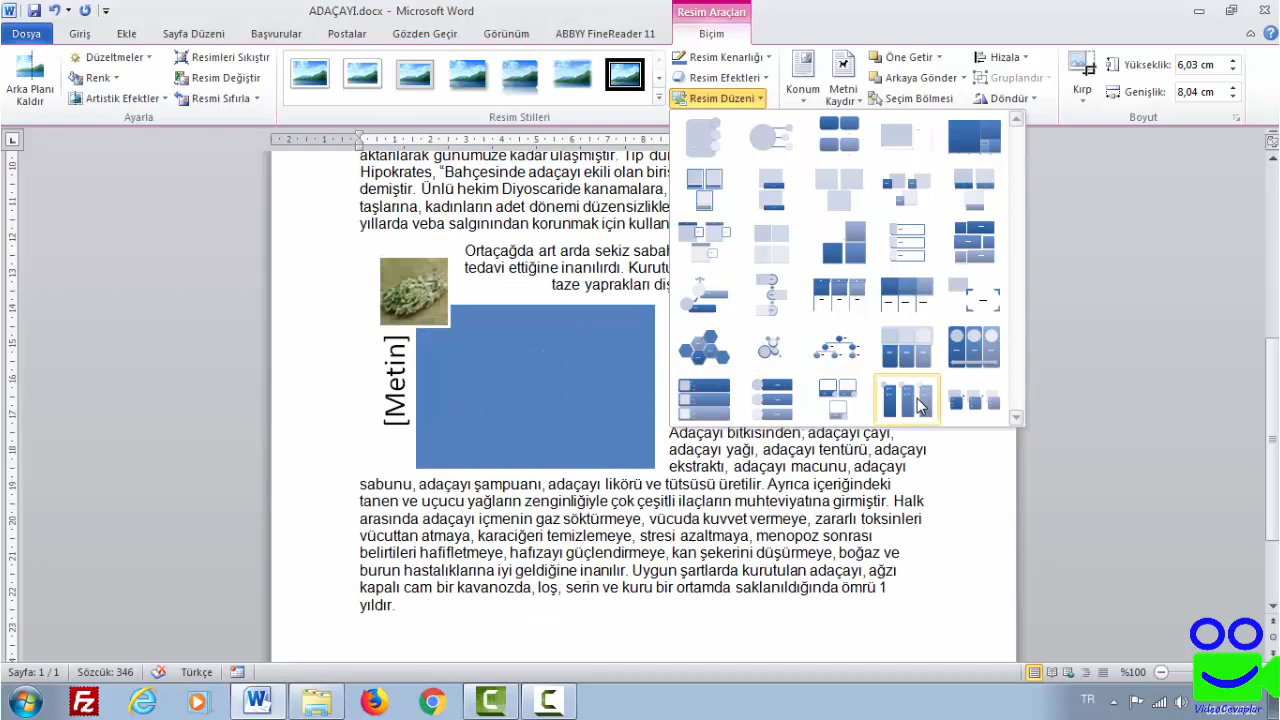 ADAÇAYI.docx - Microsoft Word
Resim Araçları
Dosya
Giriş
Ekle
Sayfa Düzeni
Başvurular
Postalar
Gözden Geçir
Görünüm
ABBYY FineReader 11
Biçim
Arka Planı
Kaldır
Düzeltmeler
Renk
Artistik Efektler
Resimleri Sıkıştır
Resim Değiştir
Resmi Sıfırla
Ayarla
Resim Stilleri
Resim Kenarlığı
Resim Efektleri
Resim Düzeni
Konum
Metni
Kaydır
Öne Getir
Arkaya Gönder
Seçim Bölmesi
Hizala
Gruplandır
Döndür
Kırp
Yükseklik: 6,03 cm
Genişlik: 8,04 cm
Boyut
aktarılarak günümüze kadar ulaşmıştır. Tıp
Hipokrates, “Bahçesinde adaçayı ekili olan
demiştir. Ünlü hekim Diyoscaride kanamalara,
taşlarına, kadınların adet dönemi
yıllarda veba salgınından korunmak için
Ortaçağda art arda sekiz
tedavi ettiğine inanılırdı.
taze yaprakları
[Metin]
Adaçayı bitkisinden, adaçayı çayı,
adaçayı yağı, adaçayı tentürü, adaçayı
ekstraktı, adaçayı macunu, adaçayı
sabunu, adaçayı şampuanı, adaçayı likörü ve tütsüsü üretilir. Ayrıca içeriğindeki
tanen ve uçucu yağların zenginliğiyle çok çeşitli ilaçların muhteviyatına girmiştir. Halk
arasında adaçayı içmenin gaz söktürmeye, vücuda kuvvet vermeye, zararlı toksinleri
vücuttan atmaya, karaciğeri temizlemeye, stresi azaltmaya, menopoz sonrası
belirtileri hafifletmeye, hafızayı güçlendirmeye, kan şekerini düşürmeye, boğaz ve
burun hastalıklarına iyi geldiğine inanılır. Uygun şartlarda kurutulan adaçayı, ağzı
kapalı cam bir kavanozda, loş, serin ve kuru bir ortamda saklanıldığında ömrü 1
yıldır.
Sayfa: 1 / 1
Sözcük: 346
Türkçe
%100
TR
VideoCevaplar